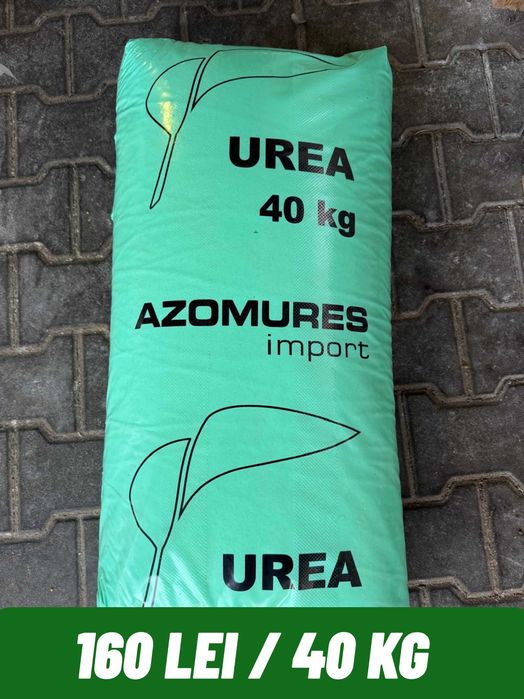 UREA
40 kg
AZOMURES
import
UREA
160 LEI / 40 KG